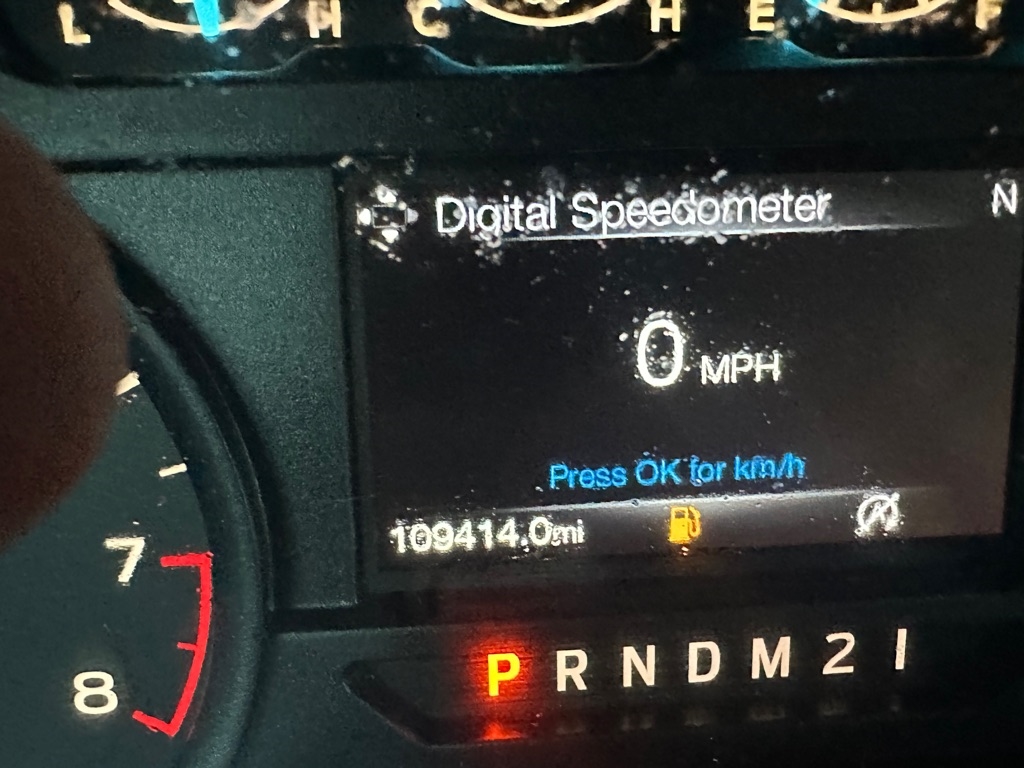 L H C H E F
Digital Speedometer N
0 MPH
Press OK for km/h
109414.0mi
7
8
P R N D M 2 1